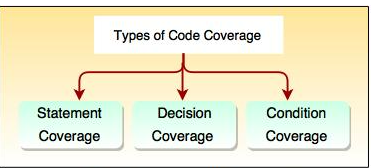 Types of Code Coverage
Statement
Coverage
Decision
Coverage
Condition
Coverage